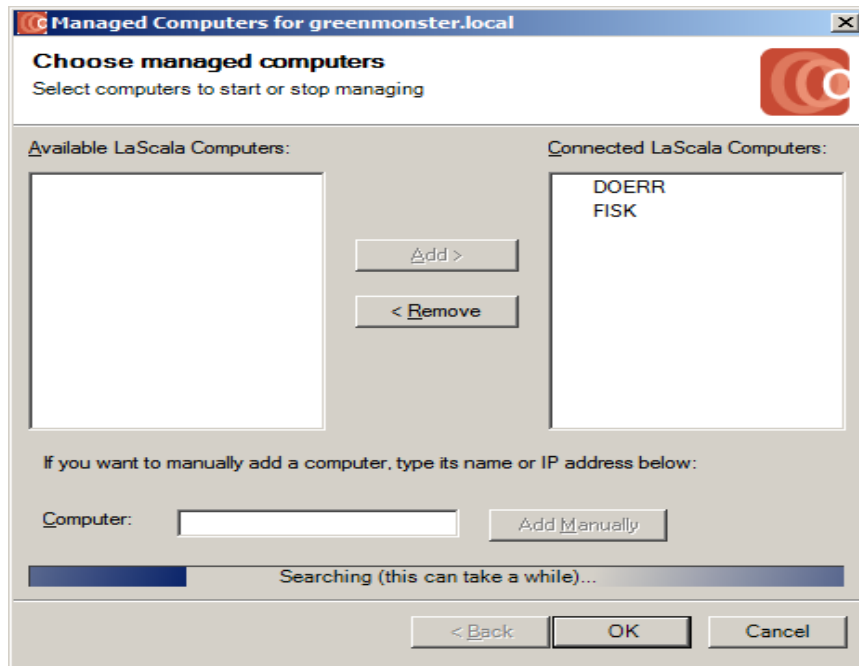 Managed Computers for greenmonster.local
Choose managed computers
Select computers to start or stop managing
Available LaScala Computers:
Connected LaScala Computers:
DOERR
FISK
Add >
< Remove
If you want to manually add a computer, type its name or IP address below:
Computer:
Add Manually
Searching (this can take a while)...
< Back
OK
Cancel